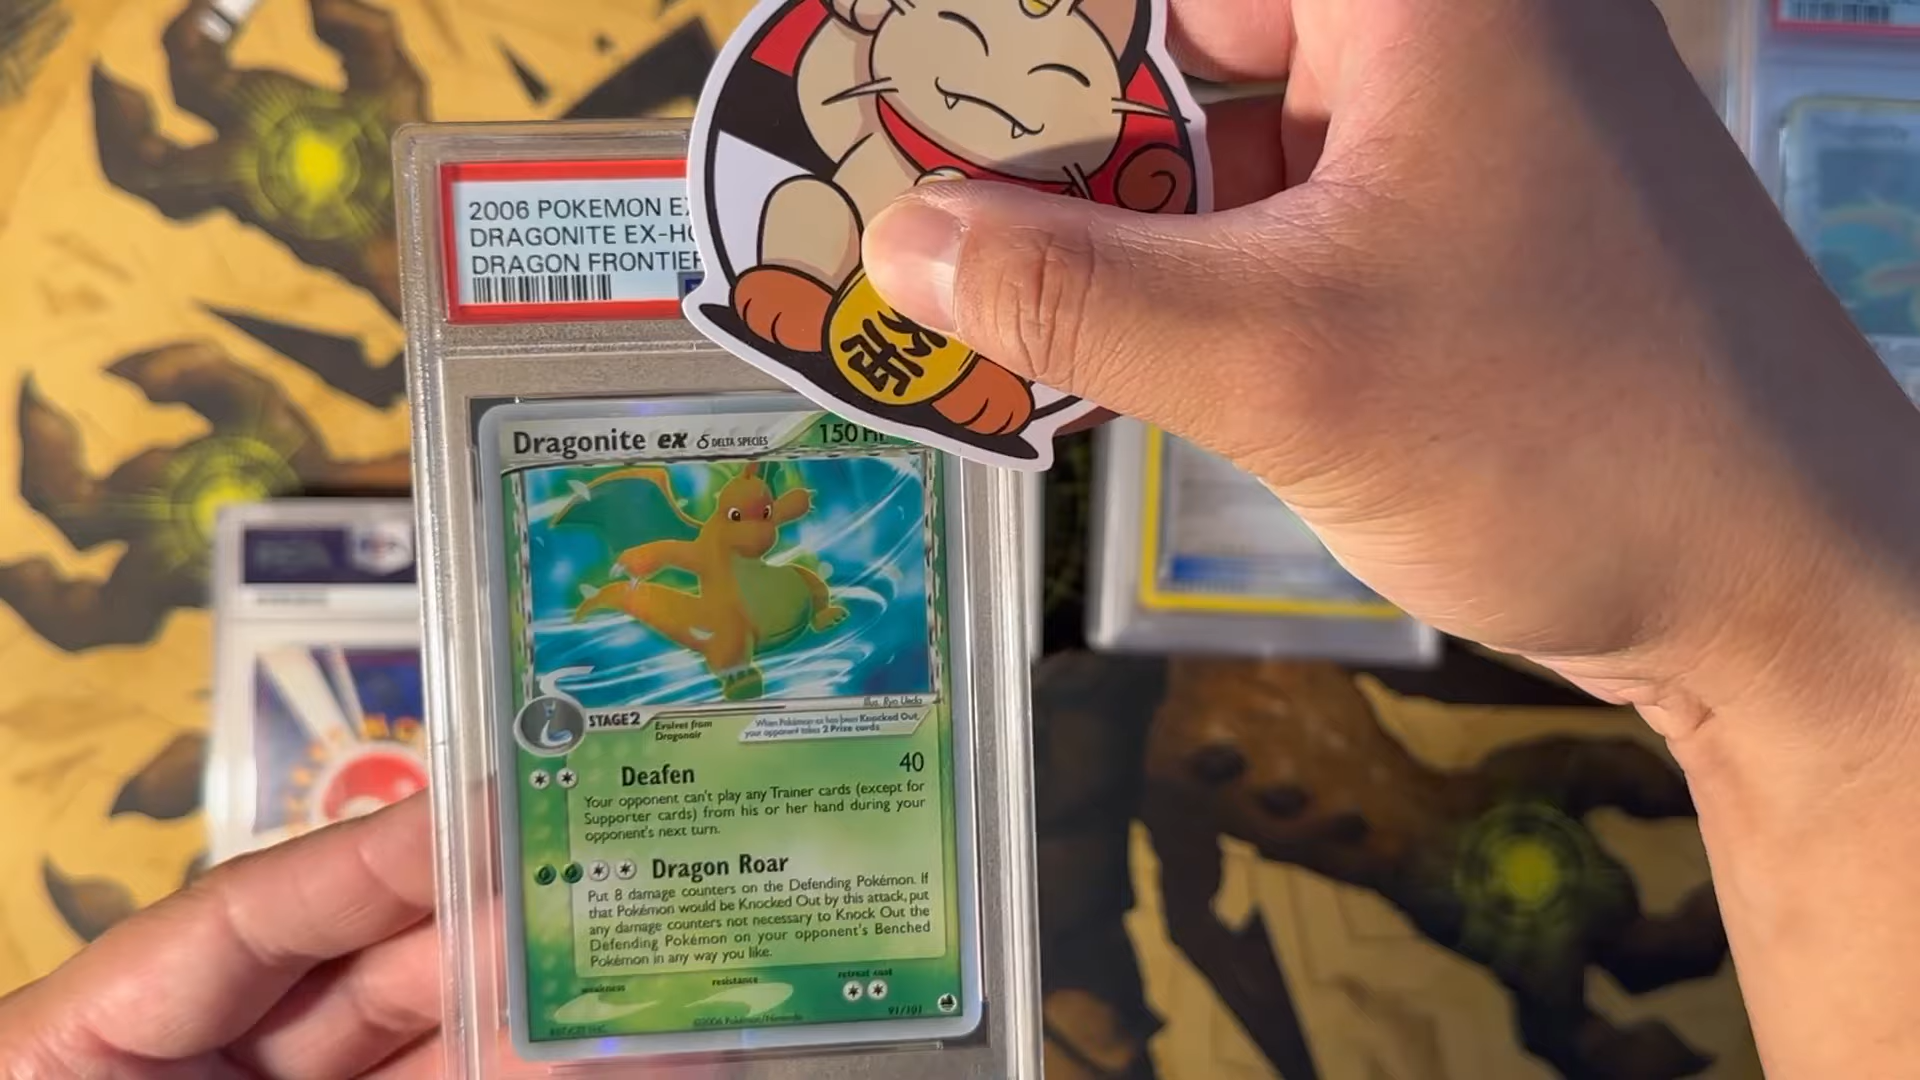 2006 POKEMON E
DRAGONITE EX-H
DRAGON FRONTIER
Dragonite ex δ DELTA SPECIES 150 H
Illus. Ryo Ueda
STAGE2
Evolves from
Dragonair
When Pokémon-ex has been Knocked Out,
your opponent takes 2 Prize cards.
Deafen 40
Your opponent can't play any Trainer cards (except for
Supporter cards) from his or her hand during your
opponent's next turn.
Dragon Roar
Put 8 damage counters on the Defending Pokémon. If
that Pokémon would be Knocked Out by this attack, put
any damage counters not necessary to Knock Out the
Defending Pokémon on your opponent's Benched
Pokémon in any way you like.
weakness resistance retreat cost
©2006 Pokémon/Nintendo
91/101